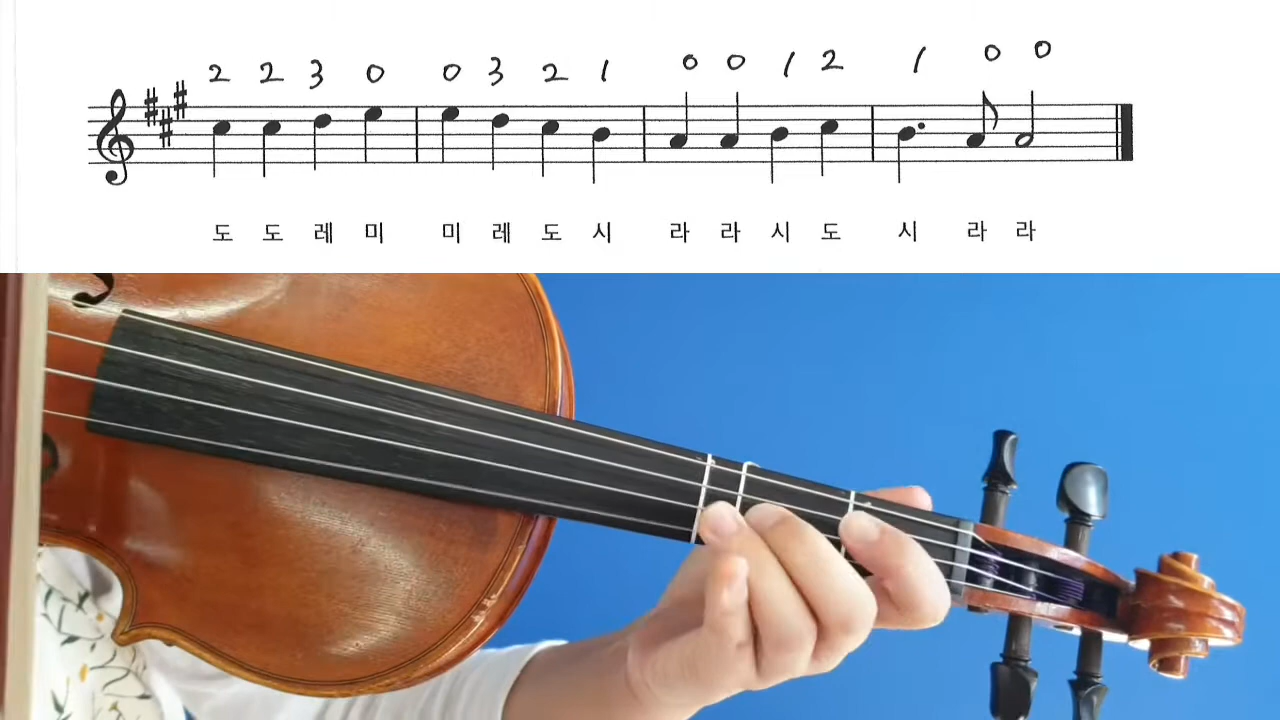 2 2 3 0 0 3 2 1 0 0 1 2 1 0 0
도 도 레 미 미 레 도 시 라 라 시 도 시 라 라